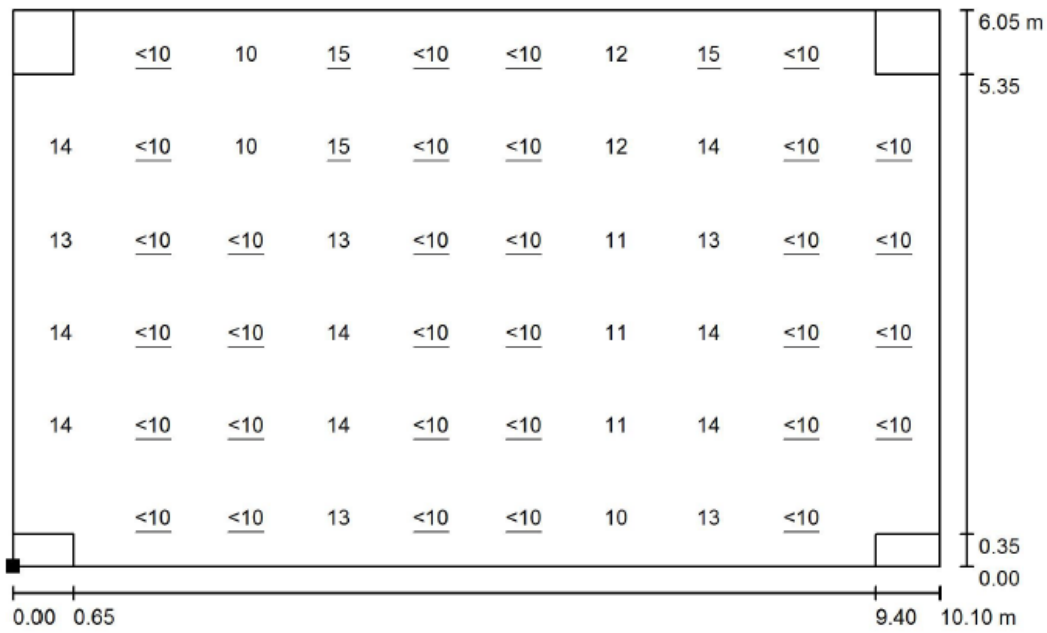 6.05 m
<10 10 15 <10 <10 12 15 <10
5.35
14 <10 10 15 <10 <10 12 14 <10 <10
13 <10 <10 13 <10 <10 11 13 <10 <10
14 <10 <10 14 <10 <10 11 14 <10 <10
14 <10 <10 14 <10 <10 11 14 <10 <10
<10 <10 13 <10 <10 10 13 <10
0.35
0.00
0.00 0.65 9.40 10.10 m